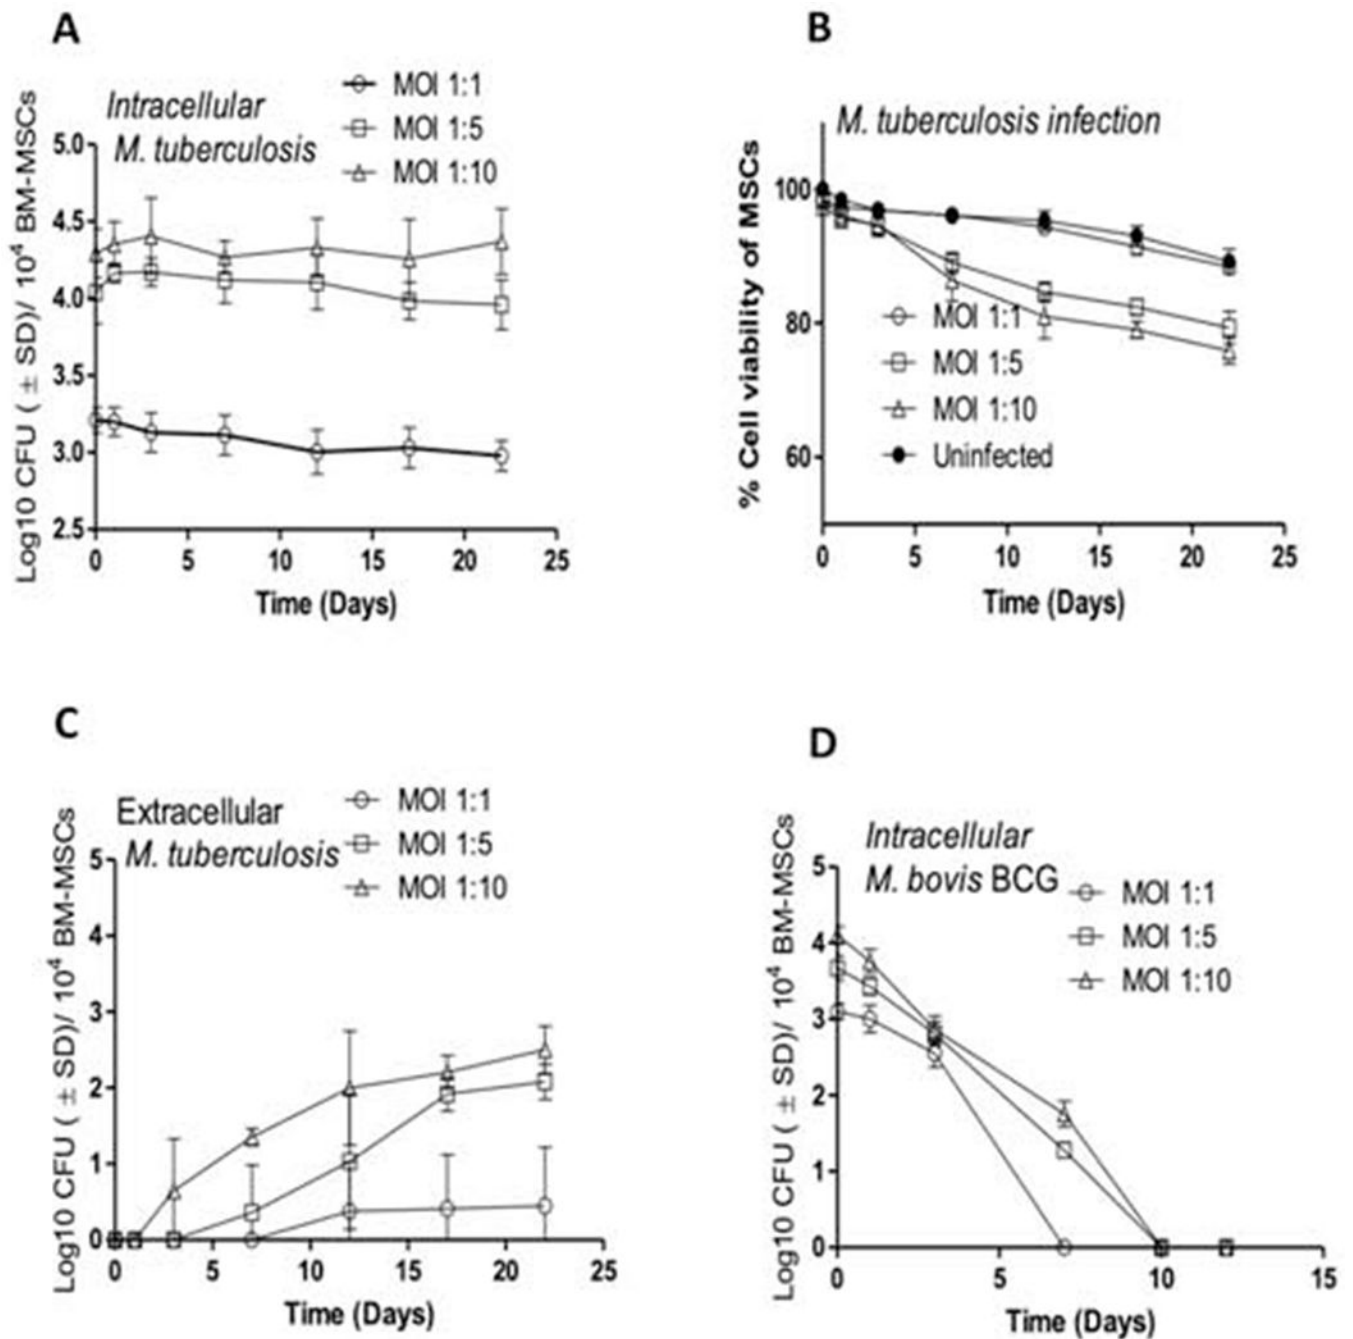 A
Intracellular
M. tuberculosis
MOI 1:1
MOI 1:5
MOI 1:10
Log10 CFU ( ± SD)/ 10⁴ BM-MSCs
5.0
4.5
4.0
3.5
3.0
2.5
0 5 10 15 20 25
Time (Days)
B
M. tuberculosis infection
% Cell viability of MSCs
100
80
60
MOI 1:1
MOI 1:5
MOI 1:10
Uninfected
0 5 10 15 20 25
Time (Days)
C
Extracellular
M. tuberculosis
MOI 1:1
MOI 1:5
MOI 1:10
Log10 CFU ( ± SD)/ 10⁴ BM-MSCs
5
4
3
2
1
0
0 5 10 15 20 25
Time (Days)
D
Intracellular
M. bovis BCG
MOI 1:1
MOI 1:5
MOI 1:10
Log10 CFU ( ± SD)/ 10⁴ BM-MSCs
5
4
3
2
1
0
0 5 10 15
Time (Days)